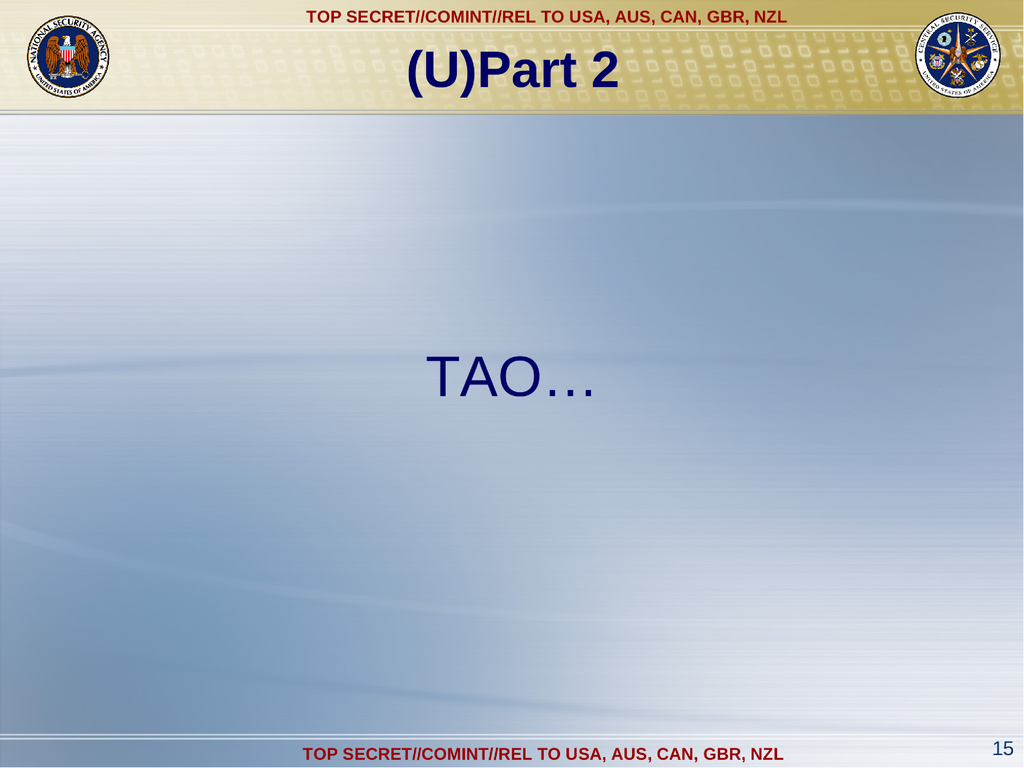 TOP SECRET//COMINT//REL TO USA, AUS, CAN, GBR, NZL
NATIONAL SECURITY AGENCY
UNITED STATES OF AMERICA
(U)Part 2
CENTRAL SECURITY SERVICE
UNITED STATES OF AMERICA
TAO…
TOP SECRET//COMINT//REL TO USA, AUS, CAN, GBR, NZL
15